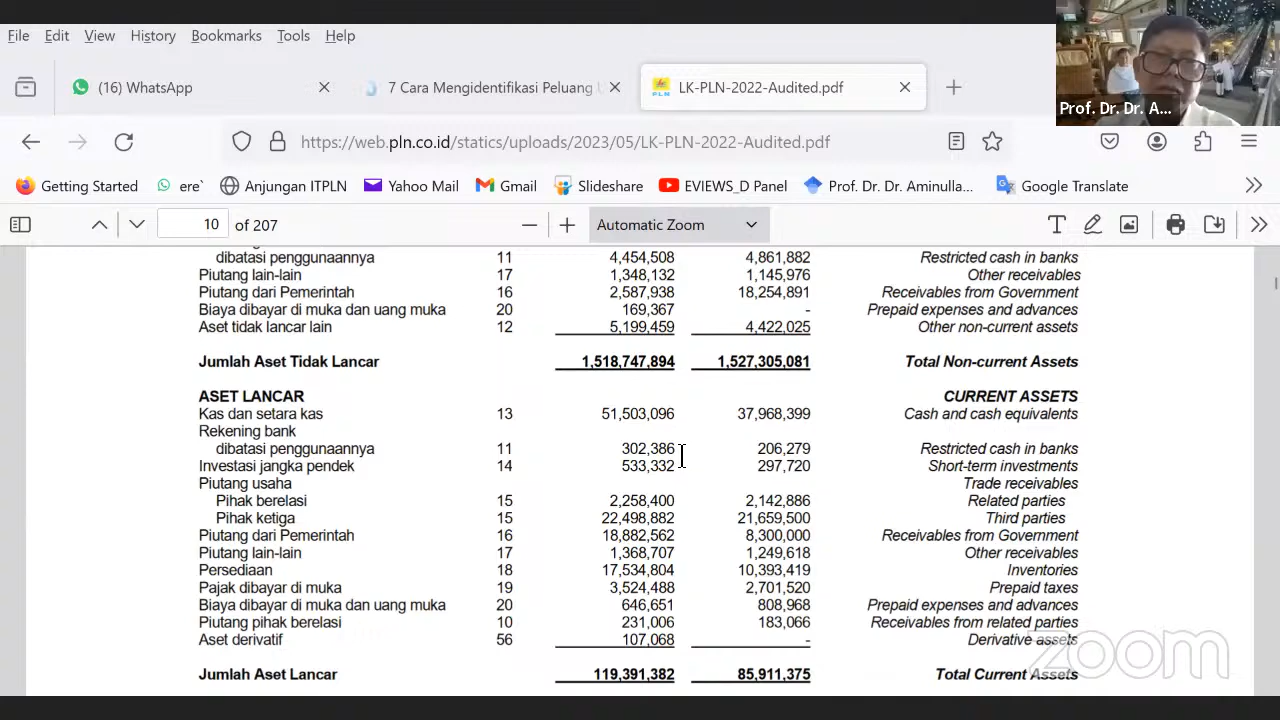 File Edit View History Bookmarks Tools Help
(16) WhatsApp
7 Cara Mengidentifikasi Peluang U
LK-PLN-2022-Audited.pdf
Prof. Dr. Dr. A...
https://web.pln.co.id/statics/uploads/2023/05/LK-PLN-2022-Audited.pdf
Getting Started ere` Anjungan ITPLN Yahoo Mail Gmail Slideshare EVIEWS_D Panel Prof. Dr. Dr. Aminulla... Google Translate
10 of 207 Automatic Zoom
dibatasi penggunaannya 11 4,454,508 4,861,882 Restricted cash in banks
Piutang lain-lain 17 1,348,132 1,145,976 Other receivables
Piutang dari Pemerintah 16 2,587,938 18,254,891 Receivables from Government
Biaya dibayar di muka dan uang muka 20 169,367 - Prepaid expenses and advances
Aset tidak lancar lain 12 5,199,459 4,422,025 Other non-current assets
Jumlah Aset Tidak Lancar 1,518,747,894 1,527,305,081 Total Non-current Assets
ASET LANCAR CURRENT ASSETS
Kas dan setara kas 13 51,503,096 37,968,399 Cash and cash equivalents
Rekening bank
dibatasi penggunaannya 11 302,386 206,279 Restricted cash in banks
Investasi jangka pendek 14 533,332 297,720 Short-term investments
Piutang usaha Trade receivables
Pihak berelasi 15 2,258,400 2,142,886 Related parties
Pihak ketiga 15 22,498,882 21,659,500 Third parties
Piutang dari Pemerintah 16 18,882,562 8,300,000 Receivables from Government
Piutang lain-lain 17 1,368,707 1,249,618 Other receivables
Persediaan 18 17,534,804 10,393,419 Inventories
Pajak dibayar di muka 19 3,524,488 2,701,520 Prepaid taxes
Biaya dibayar di muka dan uang muka 20 646,651 808,968 Prepaid expenses and advances
Piutang pihak berelasi 10 231,006 183,066 Receivables from related parties
Aset derivatif 56 107,068 - Derivative assets
Jumlah Aset Lancar 119,391,382 85,911,375 Total Current Assets
zoom